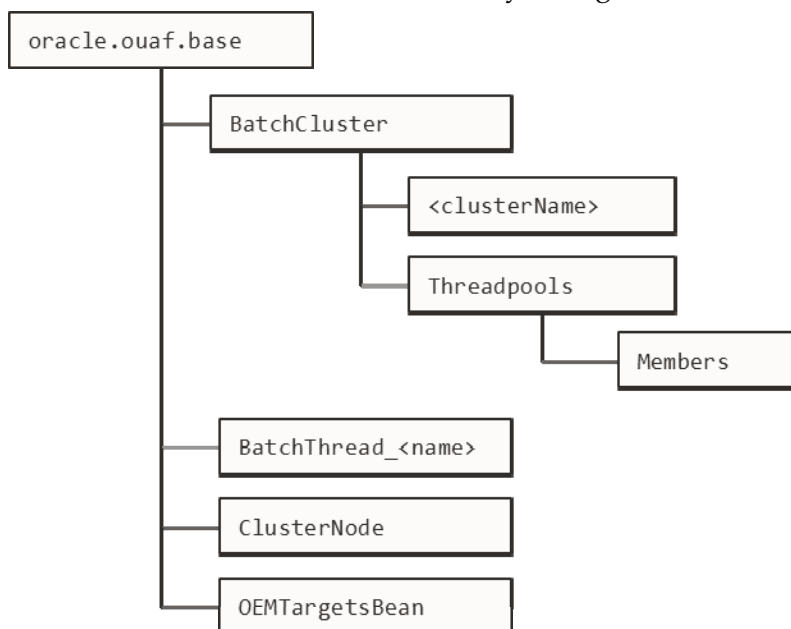 oracle.ouaf.base
BatchCluster
<clusterName>
Threadpools
Members
BatchThread_<name>
ClusterNode
OEMTargetsBean